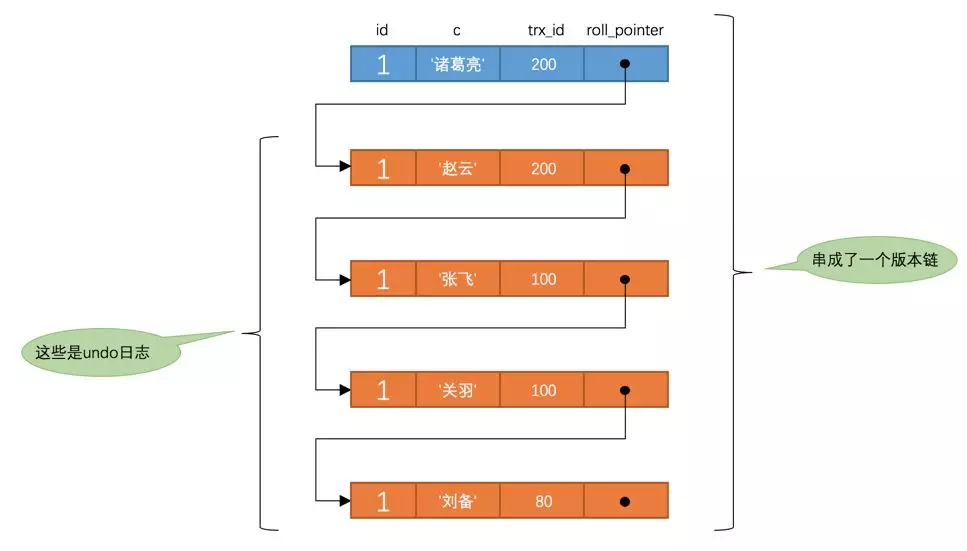 id c trx_id roll_pointer
1 '诸葛亮' 200
1 '赵云' 200
1 '张飞' 100
串成了一个版本链
这些是undo日志
1 '关羽' 100
1 '刘备' 80